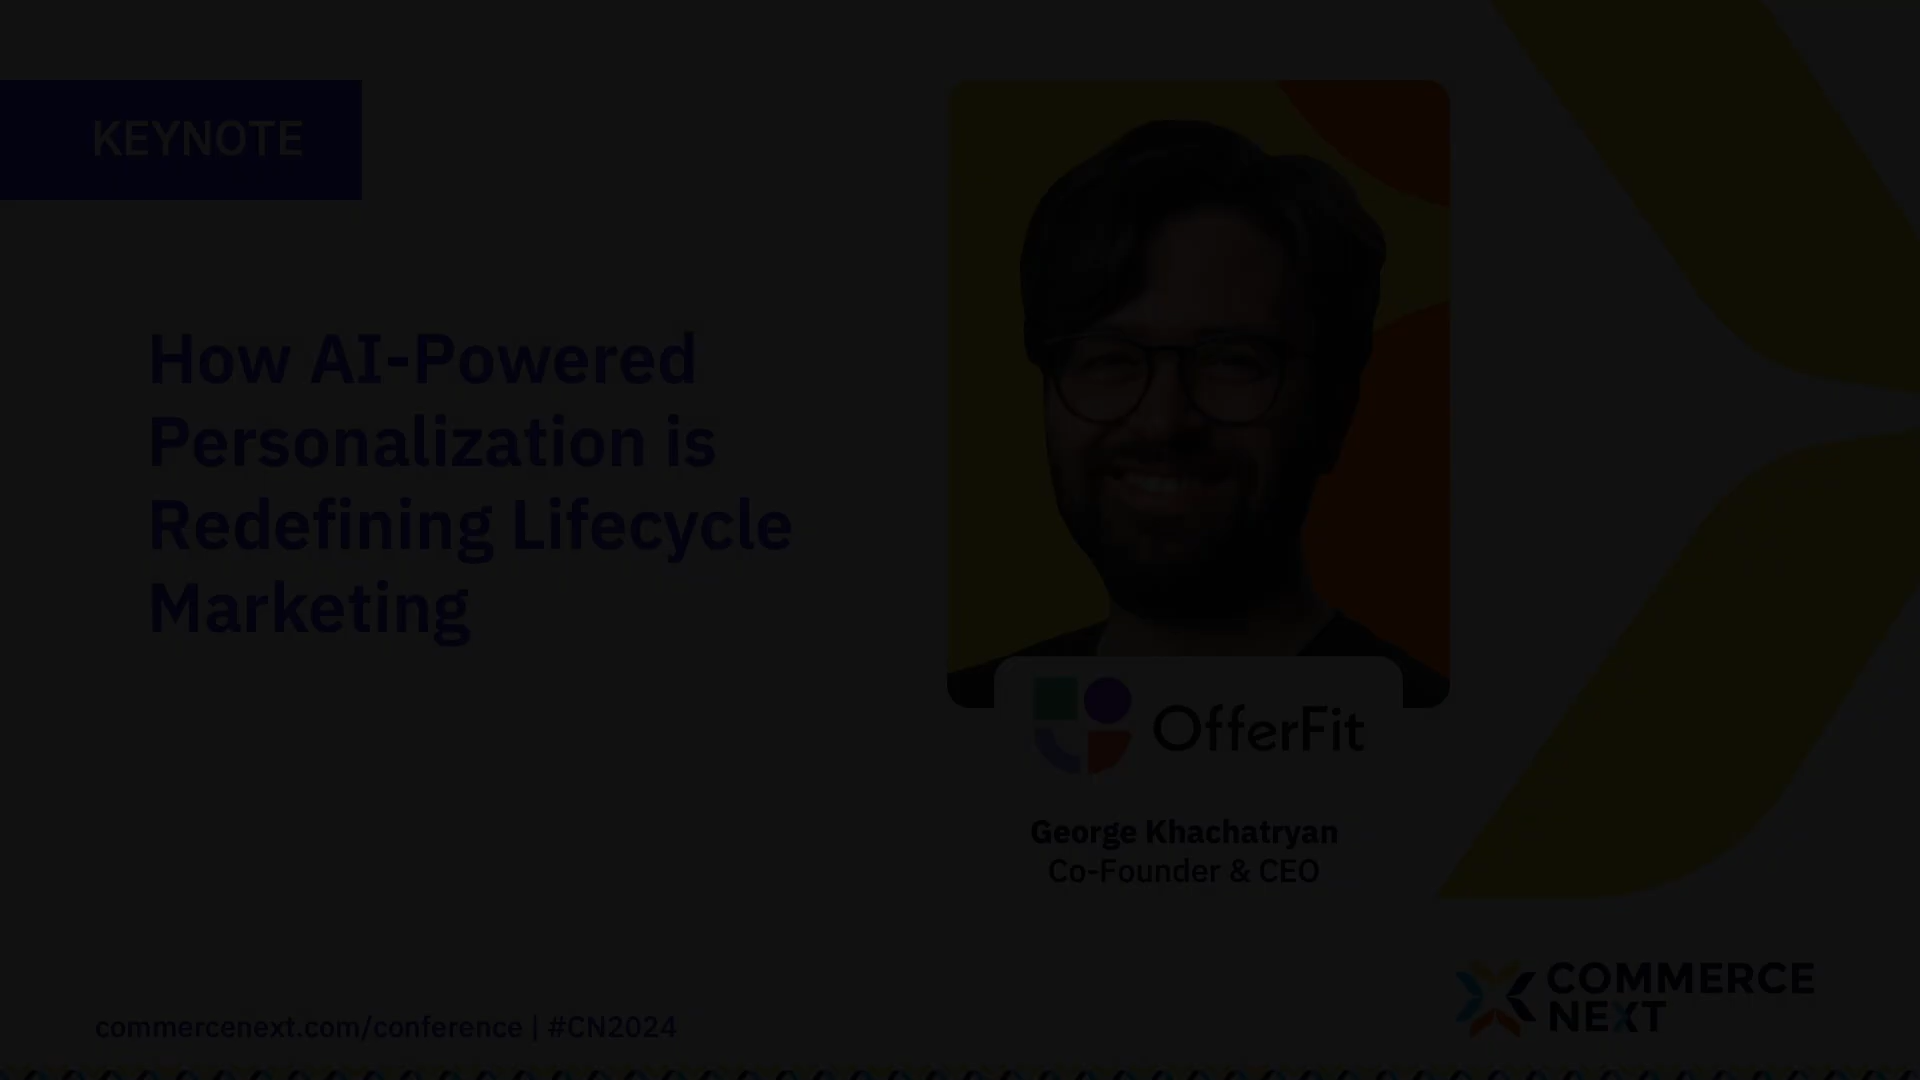 KEYNOTE
How AI-Powered
Personalization is
Redefining Lifecycle
Marketing
OfferFit
George Khachatryan
Co-Founder & CEO
commercenext.com/conference | #CN2024
COMMERCE
NEXT